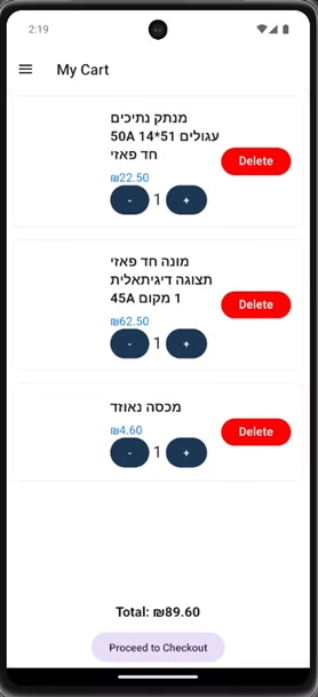 2:19
My Cart
מנתק נתיכים
עגולים 14*51 50A
חד פאזי
₪22.50
Delete
- 1 +
מונה חד פאזי
תצוגה דיגיתאלית
1 מקום 45A
₪62.50
Delete
- 1 +
מכסה נאוזד
₪4.60
Delete
- 1 +
Total: ₪89.60
Proceed to Checkout